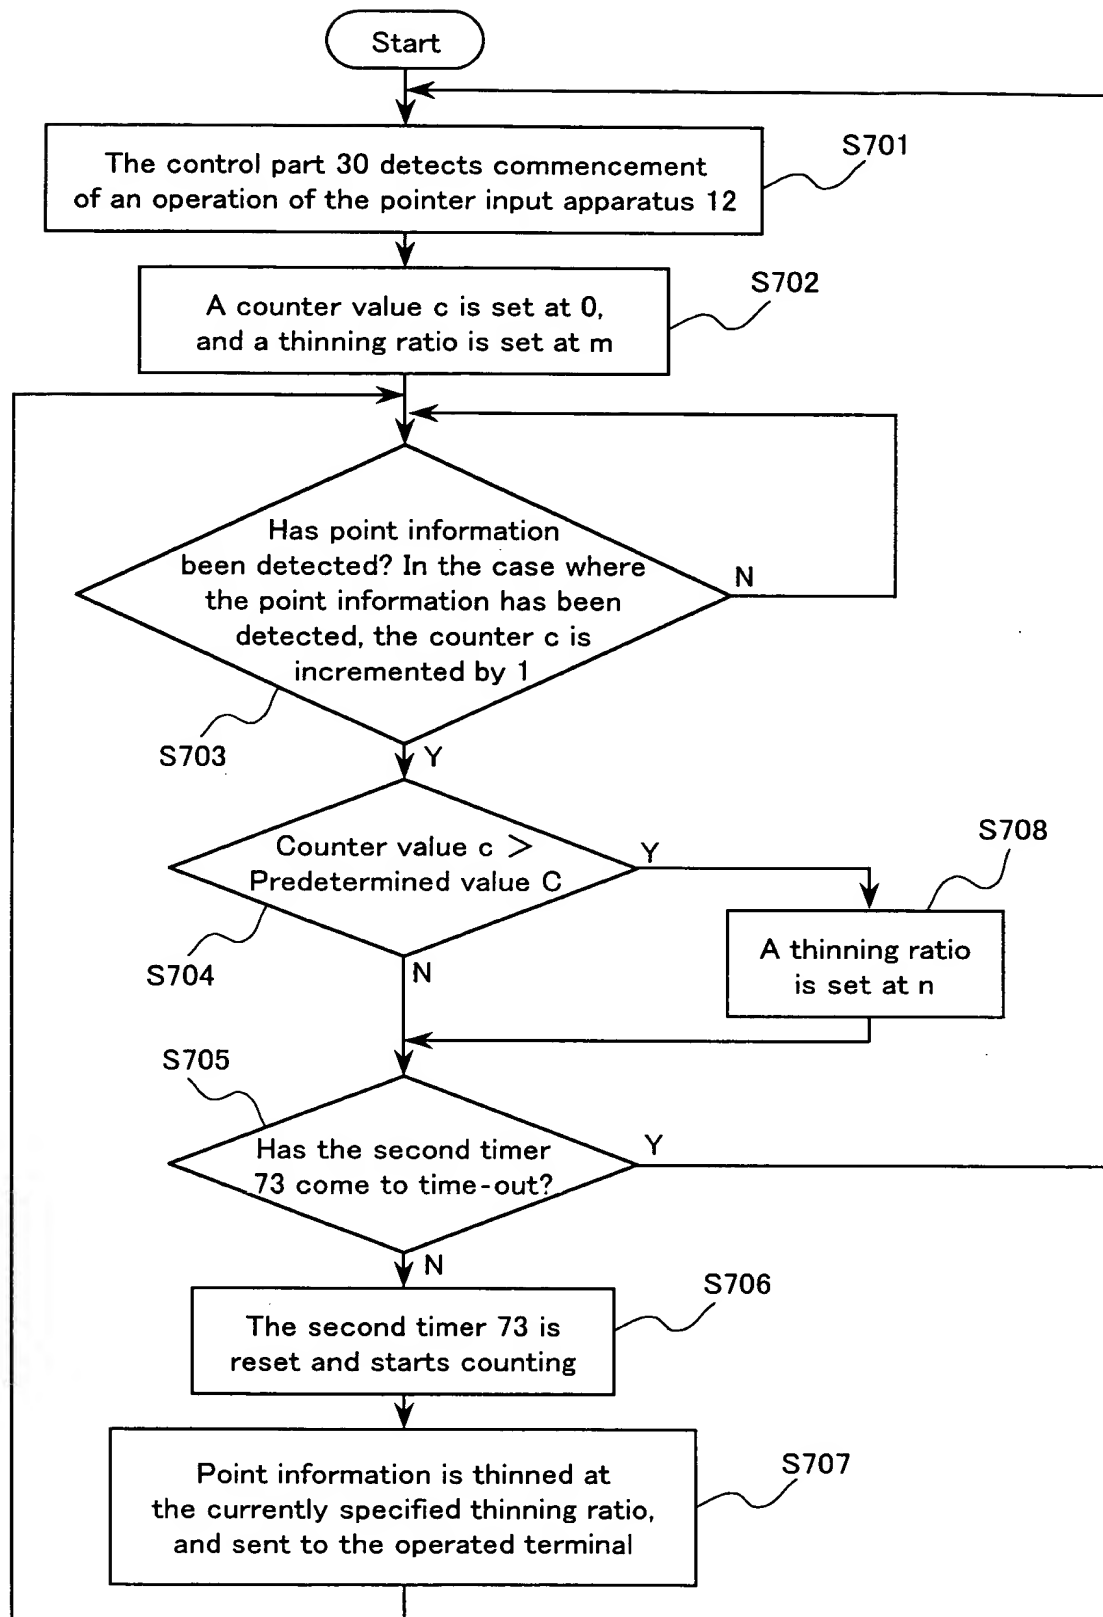 Start
The control part 30 detects commencement
of an operation of the pointer input apparatus 12
S701
A counter value c is set at 0,
and a thinning ratio is set at m
S702
Has point information
been detected? In the case where
the point information has been
detected, the counter c is
incremented by 1
N
S703
Y
Counter value c >
Predetermined value C
Y
S708
S704
N
A thinning ratio
is set at n
S705
Has the second timer
73 come to time-out?
Y
N
S706
The second timer 73 is
reset and starts counting
S707
Point information is thinned at
the currently specified thinning ratio,
and sent to the operated terminal